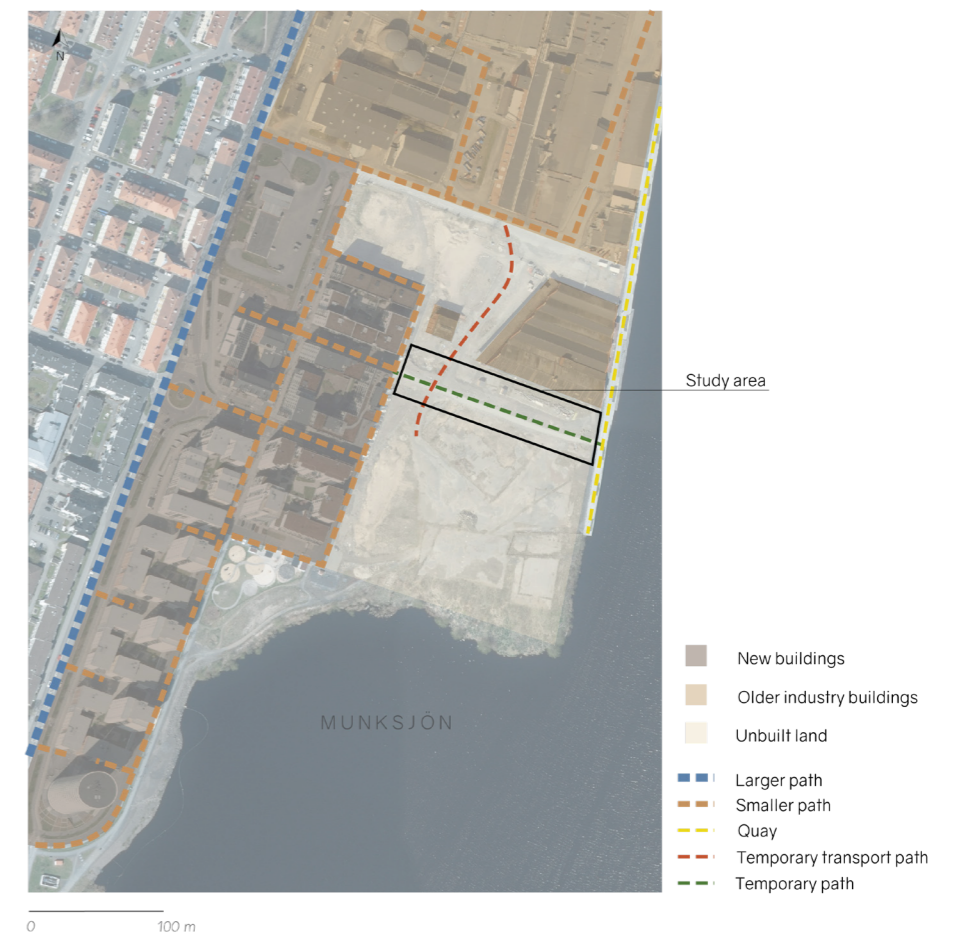 N
Study area
MUNKSJÖN
New buildings
Older industry buildings
Unbuilt land
Larger path
Smaller path
Quay
Temporary transport path
Temporary path
0 100 m